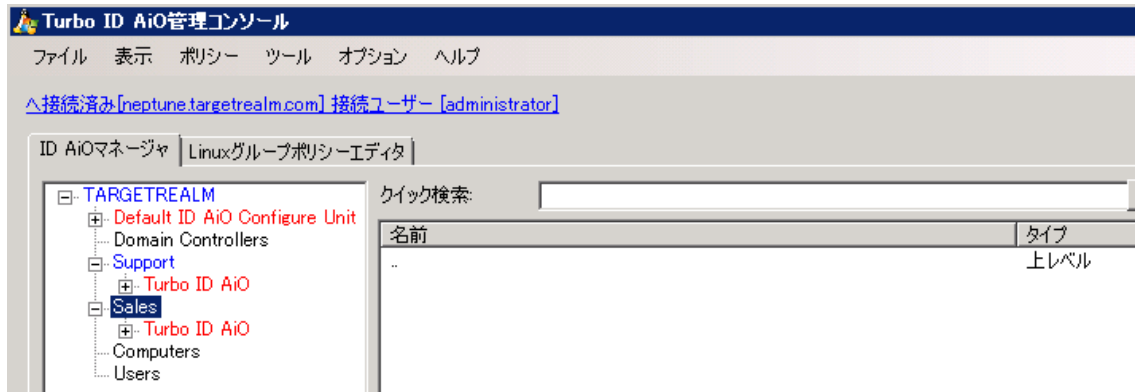 Turbo ID AiO管理コンソール
ファイル 表示 ポリシー ツール オプション ヘルプ
へ接続済み[neptune.targetrealm.com] 接続ユーザー [administrator]
ID AiOマネージャ Linuxグループポリシーエディタ
TARGETREALM
Default ID AiO Configure Unit
Domain Controllers
Support
Turbo ID AiO
Sales
Turbo ID AiO
Computers
Users
クイック検索:
名前 タイプ
.. 上レベル